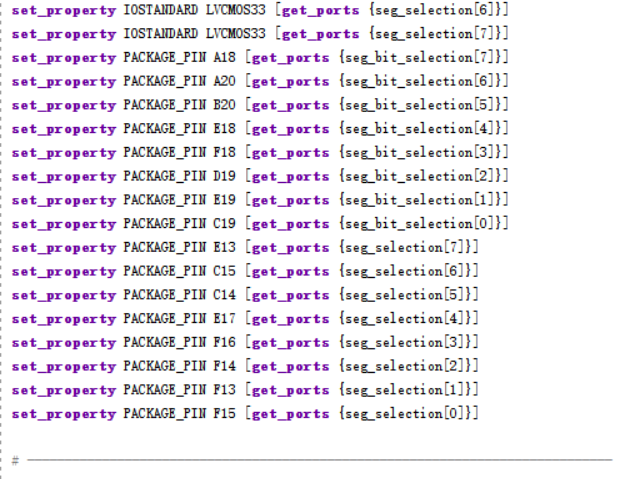 set_property IOSTANDARD LVCMOS33 [get_ports {seg_selection[6]}]
set_property IOSTANDARD LVCMOS33 [get_ports {seg_selection[7]}]
set_property PACKAGE_PIN A18 [get_ports {seg_bit_selection[7]}]
set_property PACKAGE_PIN A20 [get_ports {seg_bit_selection[6]}]
set_property PACKAGE_PIN B20 [get_ports {seg_bit_selection[5]}]
set_property PACKAGE_PIN E18 [get_ports {seg_bit_selection[4]}]
set_property PACKAGE_PIN F18 [get_ports {seg_bit_selection[3]}]
set_property PACKAGE_PIN D19 [get_ports {seg_bit_selection[2]}]
set_property PACKAGE_PIN E19 [get_ports {seg_bit_selection[1]}]
set_property PACKAGE_PIN C19 [get_ports {seg_bit_selection[0]}]
set_property PACKAGE_PIN E13 [get_ports {seg_selection[7]}]
set_property PACKAGE_PIN C15 [get_ports {seg_selection[6]}]
set_property PACKAGE_PIN C14 [get_ports {seg_selection[5]}]
set_property PACKAGE_PIN E17 [get_ports {seg_selection[4]}]
set_property PACKAGE_PIN F16 [get_ports {seg_selection[3]}]
set_property PACKAGE_PIN F14 [get_ports {seg_selection[2]}]
set_property PACKAGE_PIN F13 [get_ports {seg_selection[1]}]
set_property PACKAGE_PIN F15 [get_ports {seg_selection[0]}]
#